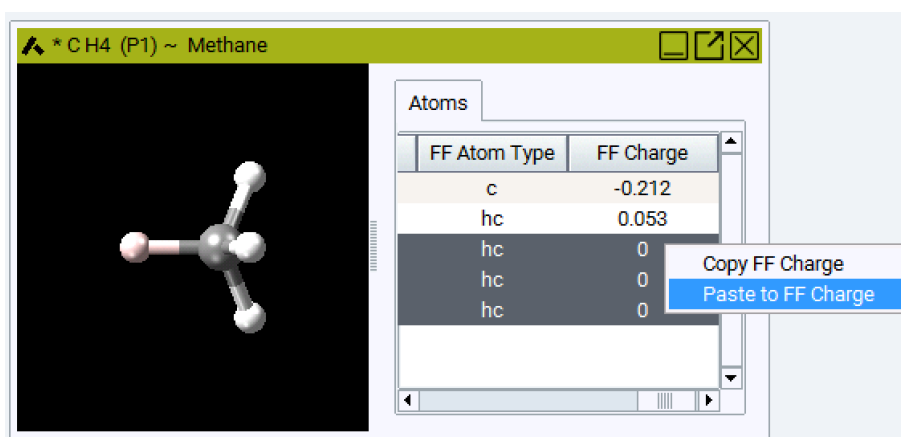 * C H4 (P1) ~ Methane
Atoms
FF Atom Type FF Charge
c -0.212
hc 0.053
hc 0
hc 0
hc 0
Copy FF Charge
Paste to FF Charge